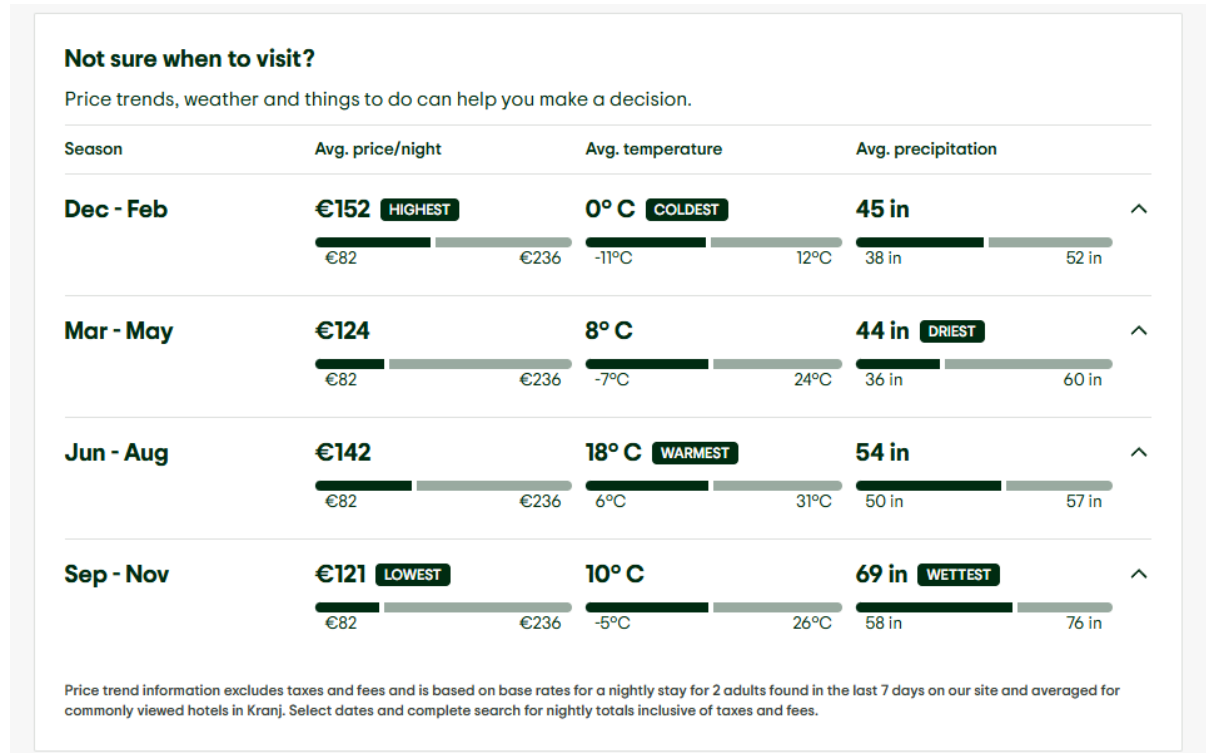 Not sure when to visit?
Price trends, weather and things to do can help you make a decision.
Season Avg. price/night Avg. temperature Avg. precipitation
Dec - Feb €152 HIGHEST 0° C COLDEST 45 in
€82 €236 -11°C 12°C 38 in 52 in
Mar - May €124 8° C 44 in DRIEST
€82 €236 -7°C 24°C 36 in 60 in
Jun - Aug €142 18° C WARMEST 54 in
€82 €236 6°C 31°C 50 in 57 in
Sep - Nov €121 LOWEST 10° C 69 in WETTEST
€82 €236 -5°C 26°C 58 in 76 in
Price trend information excludes taxes and fees and is based on base rates for a nightly stay for 2 adults found in the last 7 days on our site and averaged for
commonly viewed hotels in Kranj. Select dates and complete search for nightly totals inclusive of taxes and fees.